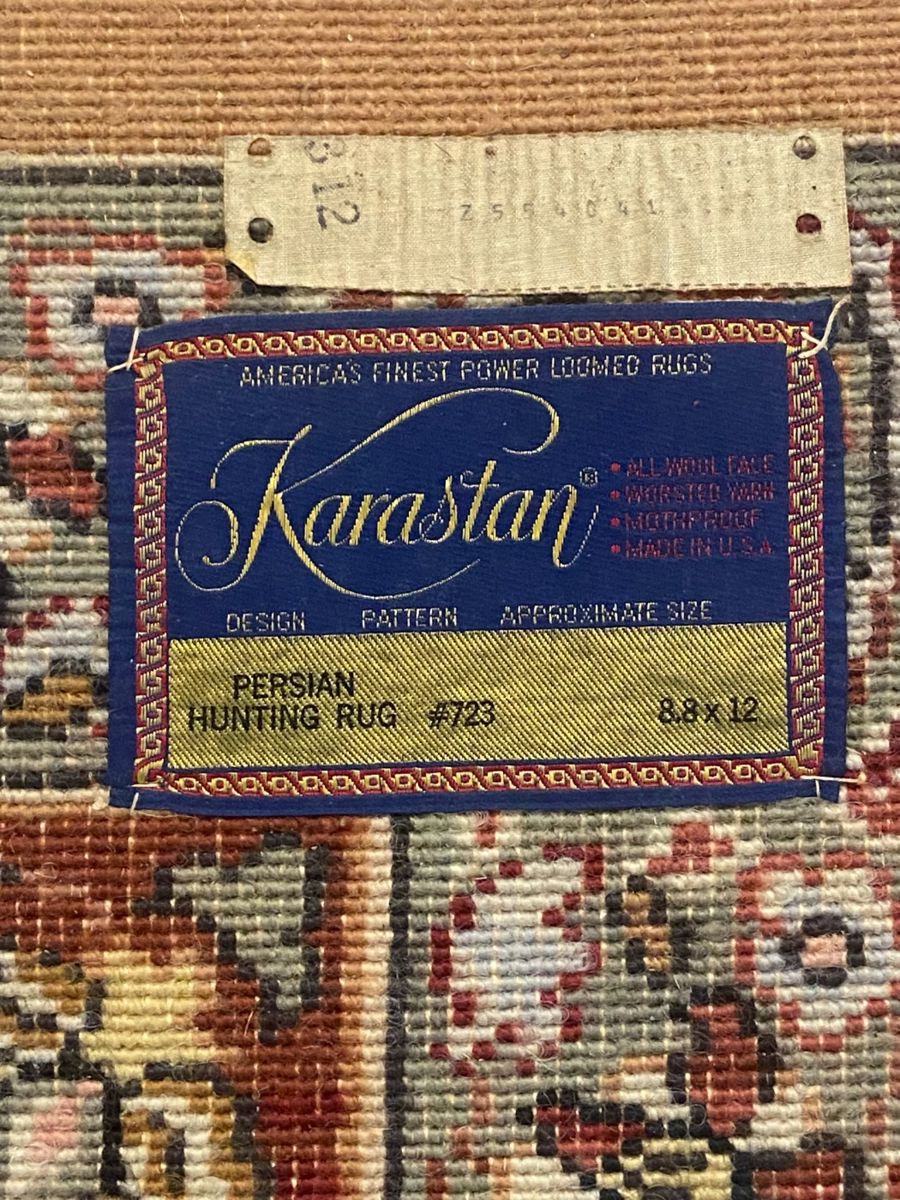 312
Z554041
AMERICA'S FINEST POWER LOOMED RUGS
Karastan®
• ALL WOOL FACE
• WORSTED YARN
• MOTHPROOF
• MADE IN U.S.A.
DESIGN PATTERN APPROXIMATE SIZE
PERSIAN
HUNTING RUG #723 8.8 x 12